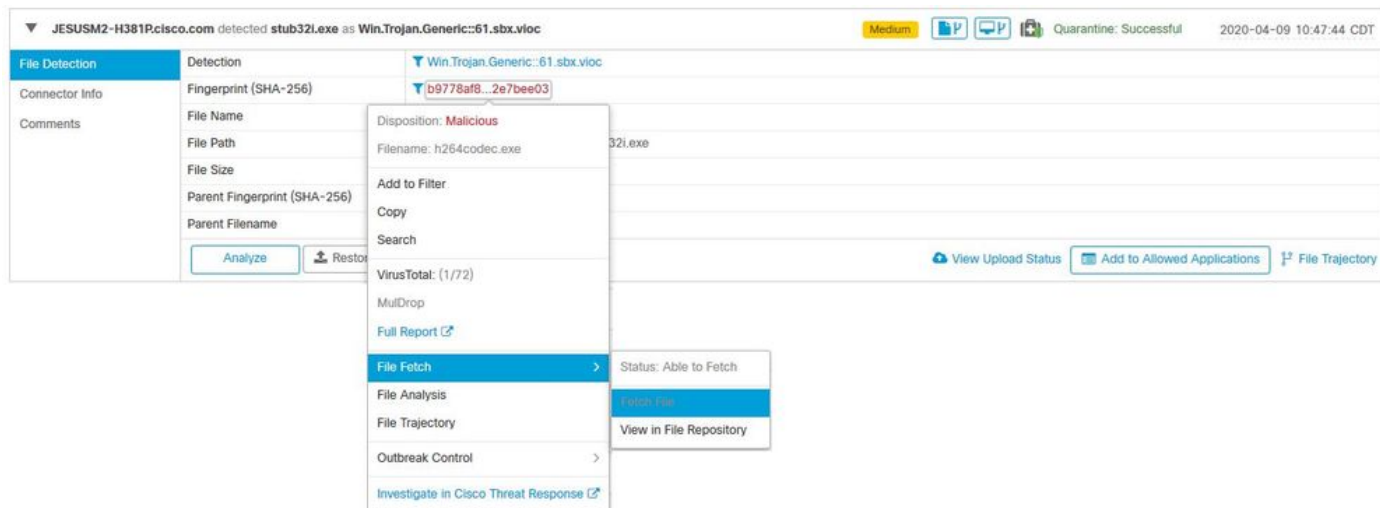 JESUSM2-H381P.cisco.com detected stub32i.exe as Win.Trojan.Generic::61.sbx.vioc
Medium
Quarantine: Successful
2020-04-09 10:47:44 CDT
File Detection
Connector Info
Comments
Detection
Win.Trojan.Generic::61.sbx.vioc
Fingerprint (SHA-256)
b9778af8...2e7bee03
File Name
File Path
32i.exe
File Size
Parent Fingerprint (SHA-256)
Parent Filename
Analyze
Restor
View Upload Status
Add to Allowed Applications
File Trajectory
Disposition: Malicious
Filename: h264codec.exe
Add to Filter
Copy
Search
VirusTotal: (1/72)
MulDrop
Full Report
File Fetch
File Analysis
File Trajectory
Outbreak Control
Investigate in Cisco Threat Response
Status: Able to Fetch
Fetch File
View in File Repository